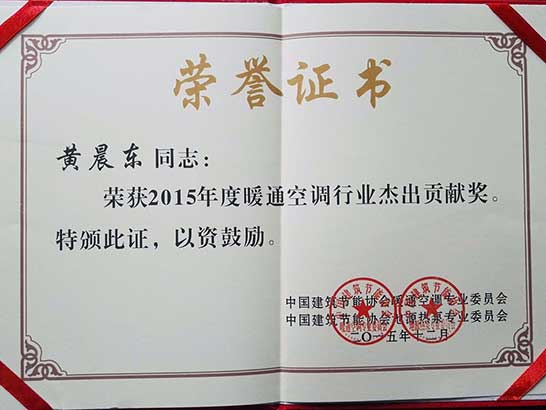 荣誉证书
黄晨东 同志：
荣获2015年度暖通空调行业杰出贡献奖。
特颁此证，以资鼓励。
中国建筑节能协会暖通空调专业委员会
中国建筑节能协会地源热泵专业委员会
二〇一五年十二月